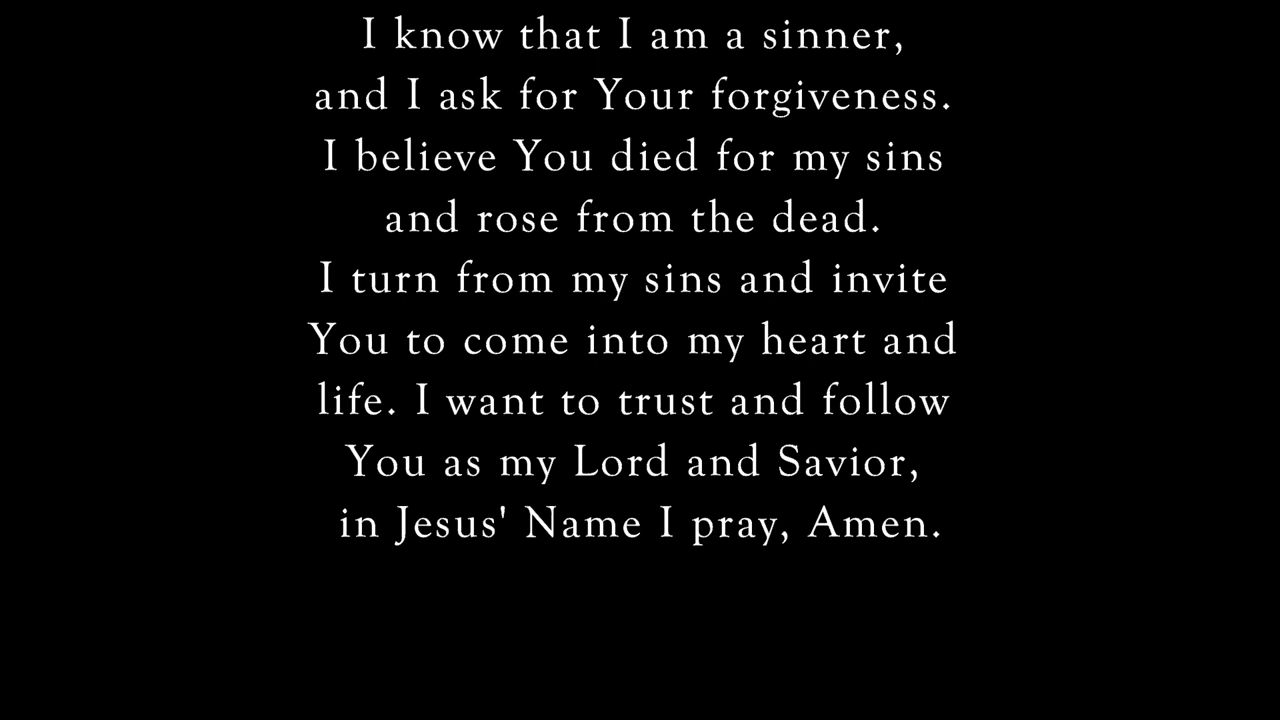 I know that I am a sinner,
and I ask for Your forgiveness.
I believe You died for my sins
and rose from the dead.
I turn from my sins and invite
You to come into my heart and
life. I want to trust and follow
You as my Lord and Savior,
in Jesus' Name I pray, Amen.